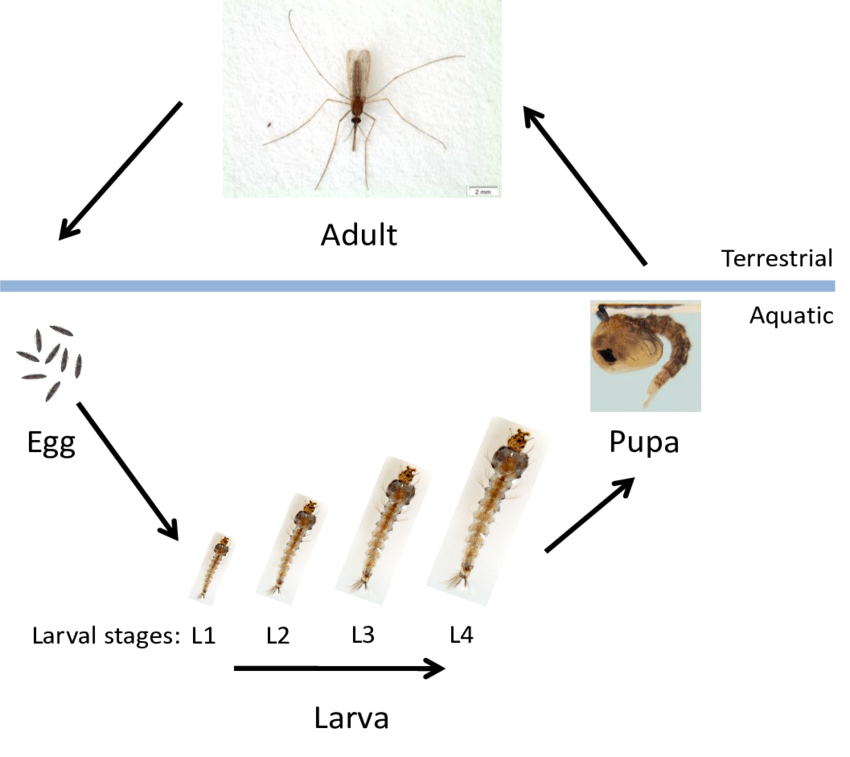 2 mm
Adult
Terrestrial
Aquatic
Egg
Pupa
Larval stages: L1 L2 L3 L4
Larva